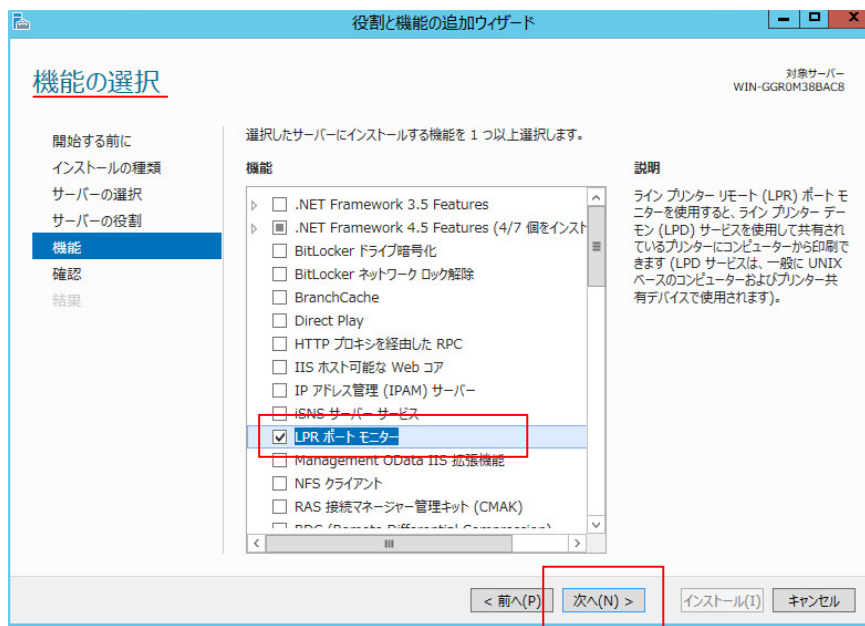 役割と機能の追加ウィザード
機能の選択
対象サーバー
WIN-GGR0M38BAC8
開始する前に
インストールの種類
サーバーの選択
サーバーの役割
機能
確認
結果
選択したサーバーにインストールする機能を 1 つ以上選択します。
機能
.NET Framework 3.5 Features
.NET Framework 4.5 Features (4/7 個をインスト
BitLocker ドライブ暗号化
BitLocker ネットワーク ロック解除
BranchCache
Direct Play
HTTP プロキシを経由した RPC
IIS ホスト可能な Web コア
IP アドレス管理 (IPAM) サーバー
iSNS サーバー サービス
LPR ポート モニター
Management OData IIS 拡張機能
NFS クライアント
RAS 接続マネージャー管理キット (CMAK)
RDC (Remote Differential Compression)
説明
ライン プリンター リモート (LPR) ポート モ
ニターを使用すると、ライン プリンター デー
モン (LPD) サービスを使用して共有され
ているプリンターにコンピューターから印刷で
きます (LPD サービスは、一般に UNIX
ベースのコンピューターおよびプリンター共
有デバイスで使用されます)。
< 前へ(P)
次へ(N) >
インストール(I)
キャンセル